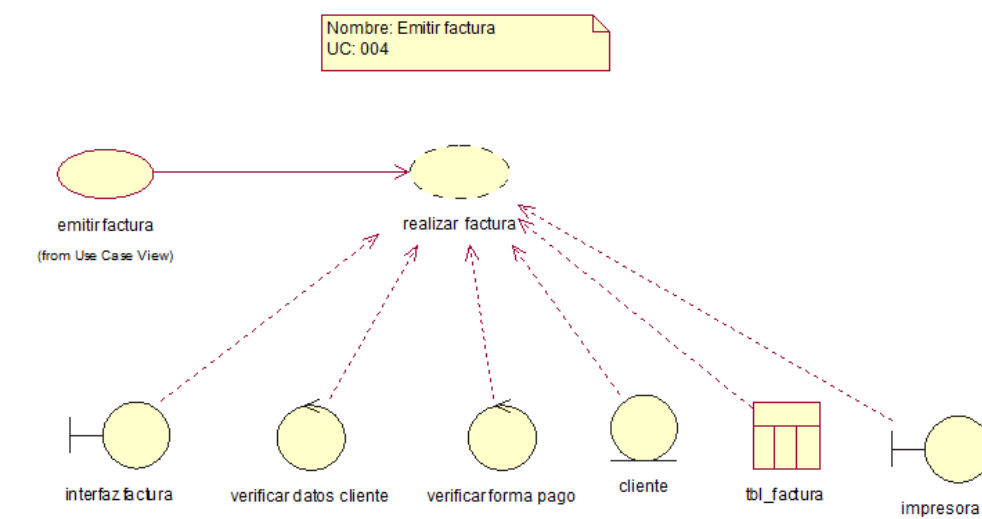 Nombre: Emitir factura
UC: 004
emitir factura
(from Use Case View)
realizar factura
interfaz factura
verificar datos cliente
verificar forma pago
cliente
tbl_factura
impresora